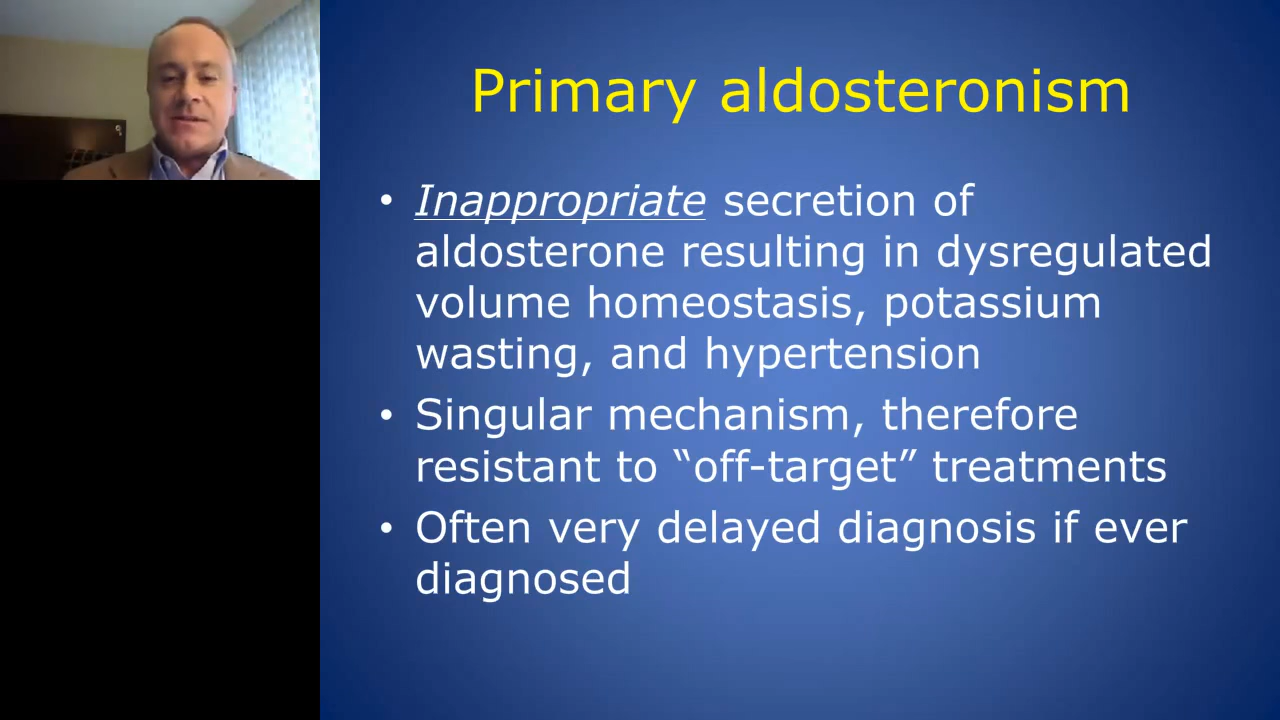 Primary aldosteronism
• Inappropriate secretion of
aldosterone resulting in dysregulated
volume homeostasis, potassium
wasting, and hypertension
• Singular mechanism, therefore
resistant to “off-target” treatments
• Often very delayed diagnosis if ever
diagnosed